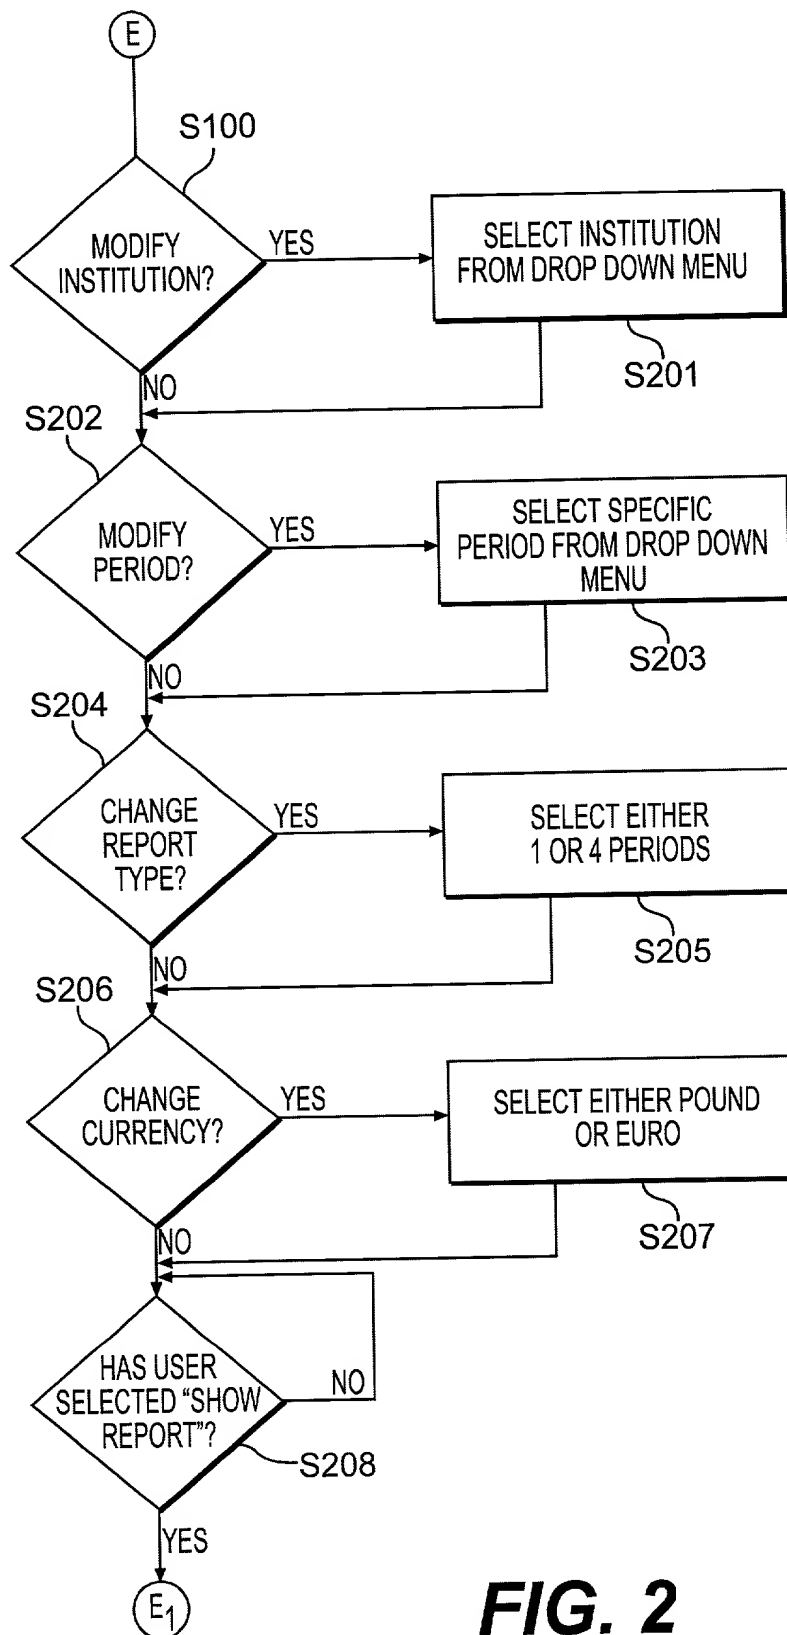 E
S100
MODIFY
INSTITUTION?
YES
SELECT INSTITUTION
FROM DROP DOWN MENU
S201
NO
S202
MODIFY
PERIOD?
YES
SELECT SPECIFIC
PERIOD FROM DROP DOWN
MENU
S203
NO
S204
CHANGE
REPORT
TYPE?
YES
SELECT EITHER
1 OR 4 PERIODS
S205
NO
S206
CHANGE
CURRENCY?
YES
SELECT EITHER POUND
OR EURO
S207
NO
HAS USER
SELECTED “SHOW
REPORT”?
NO
S208
YES
E1
FIG. 2